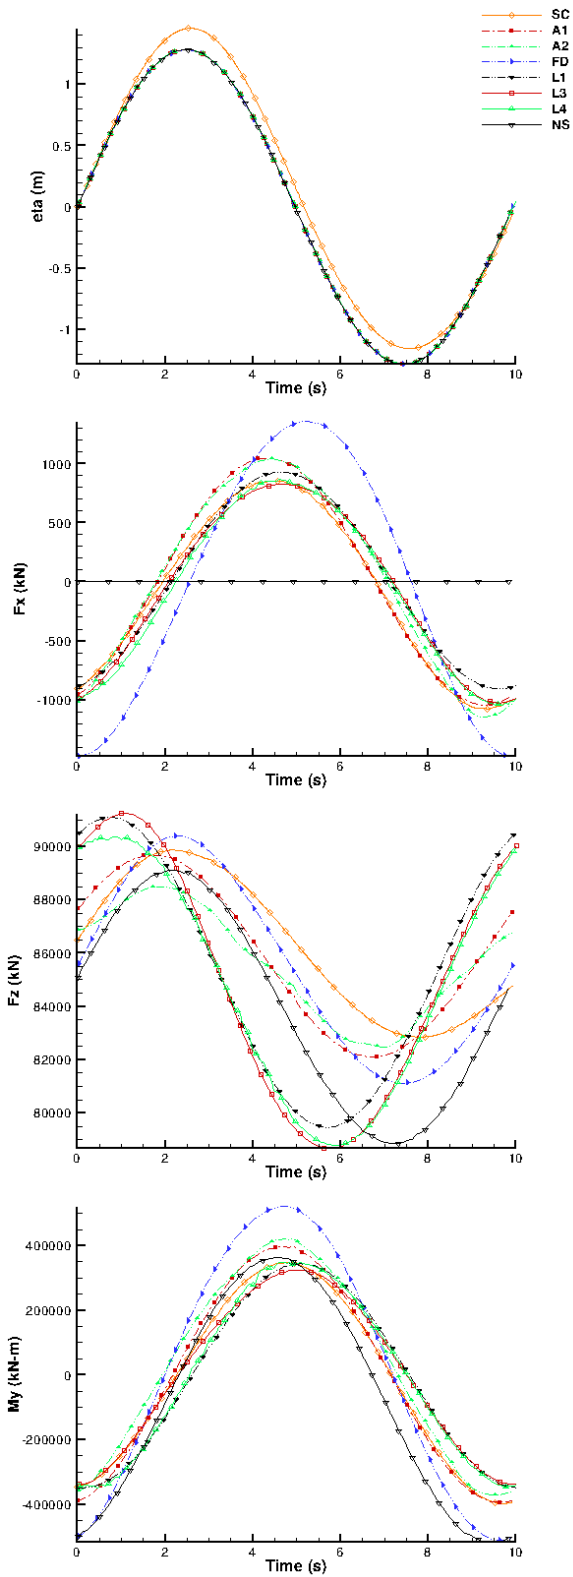 SC
A1
A2
FD
L1
L3
L4
NS
eta (m)
1
0.5
0
-0.5
-1
0 2 4 6 8 10
Time (s)
Fx (kN)
1000
500
0
-500
-1000
0 2 4 6 8 10
Time (s)
Fz (kN)
90000
88000
86000
84000
82000
80000
0 2 4 6 8 10
Time (s)
My (kN-m)
400000
200000
0
-200000
-400000
0 2 4 6 8 10
Time (s)